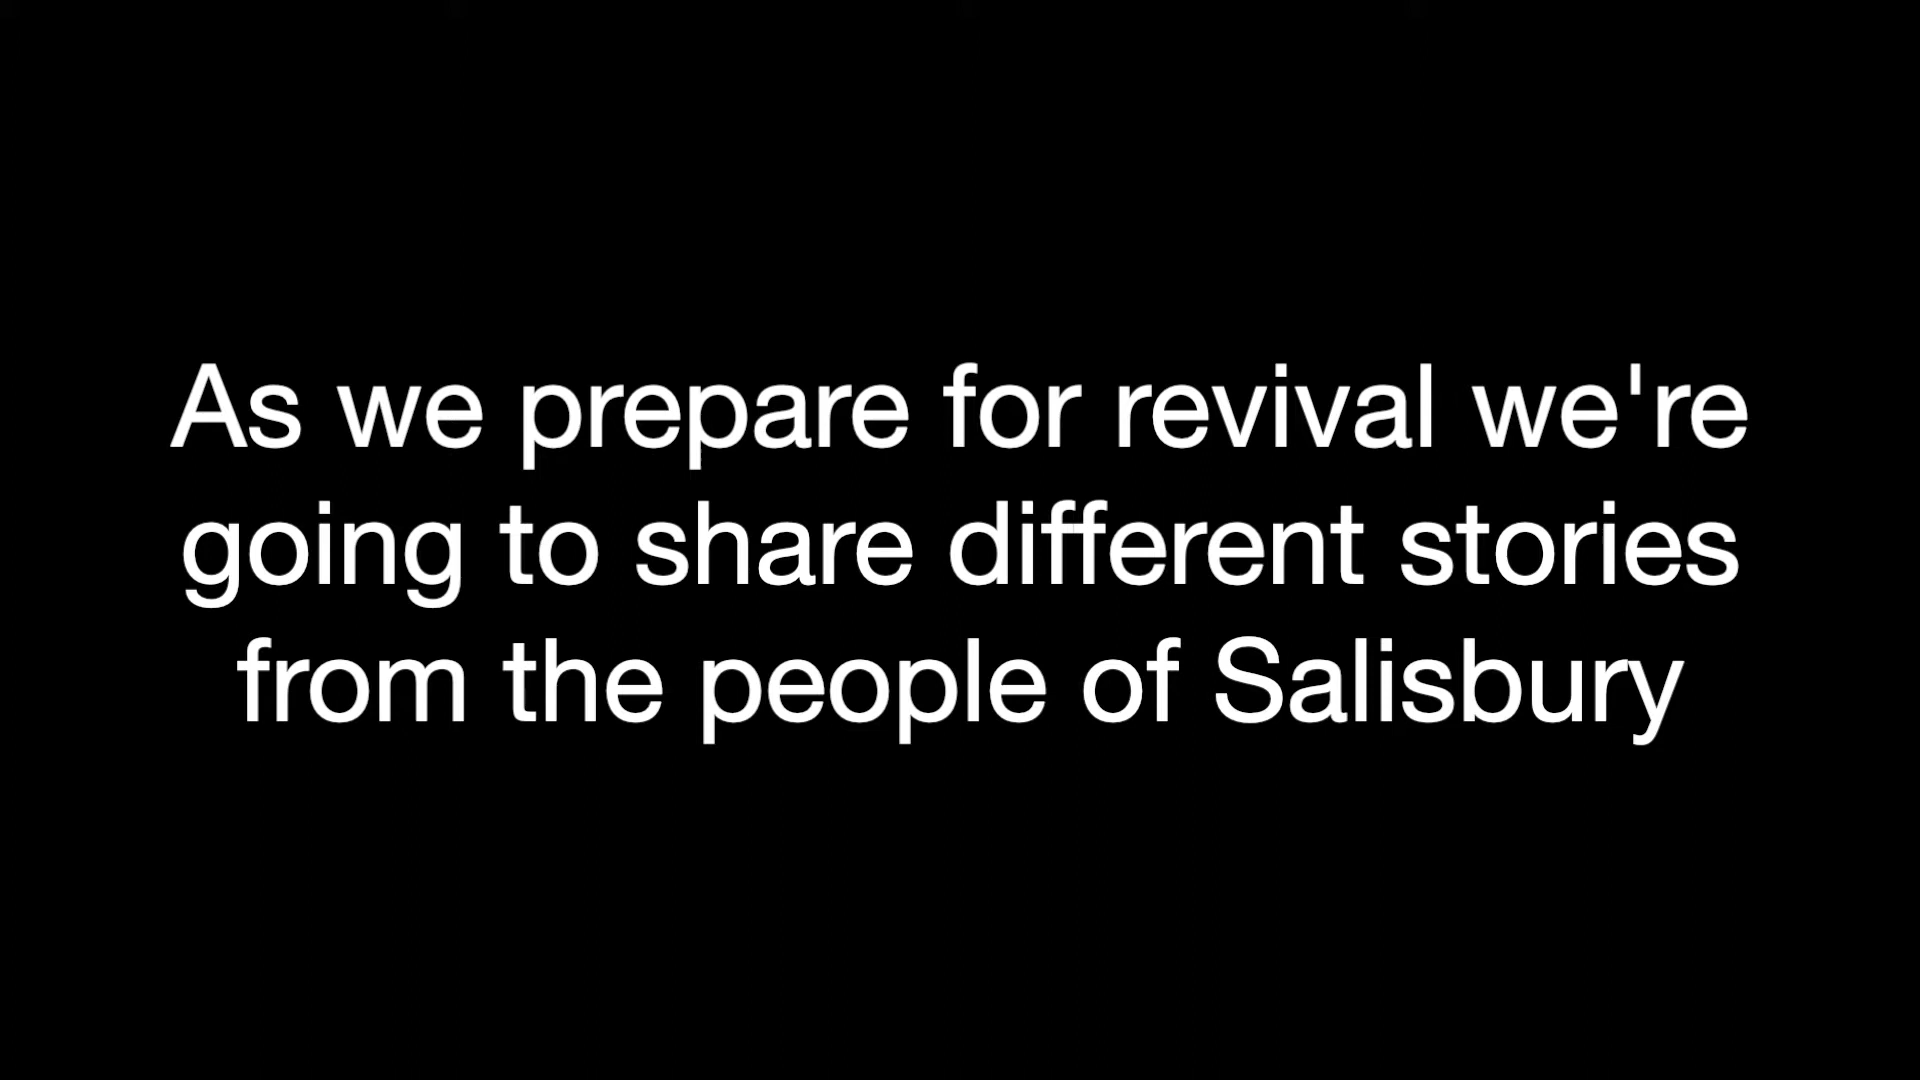 As we prepare for revival we're
going to share different stories
from the people of Salisbury